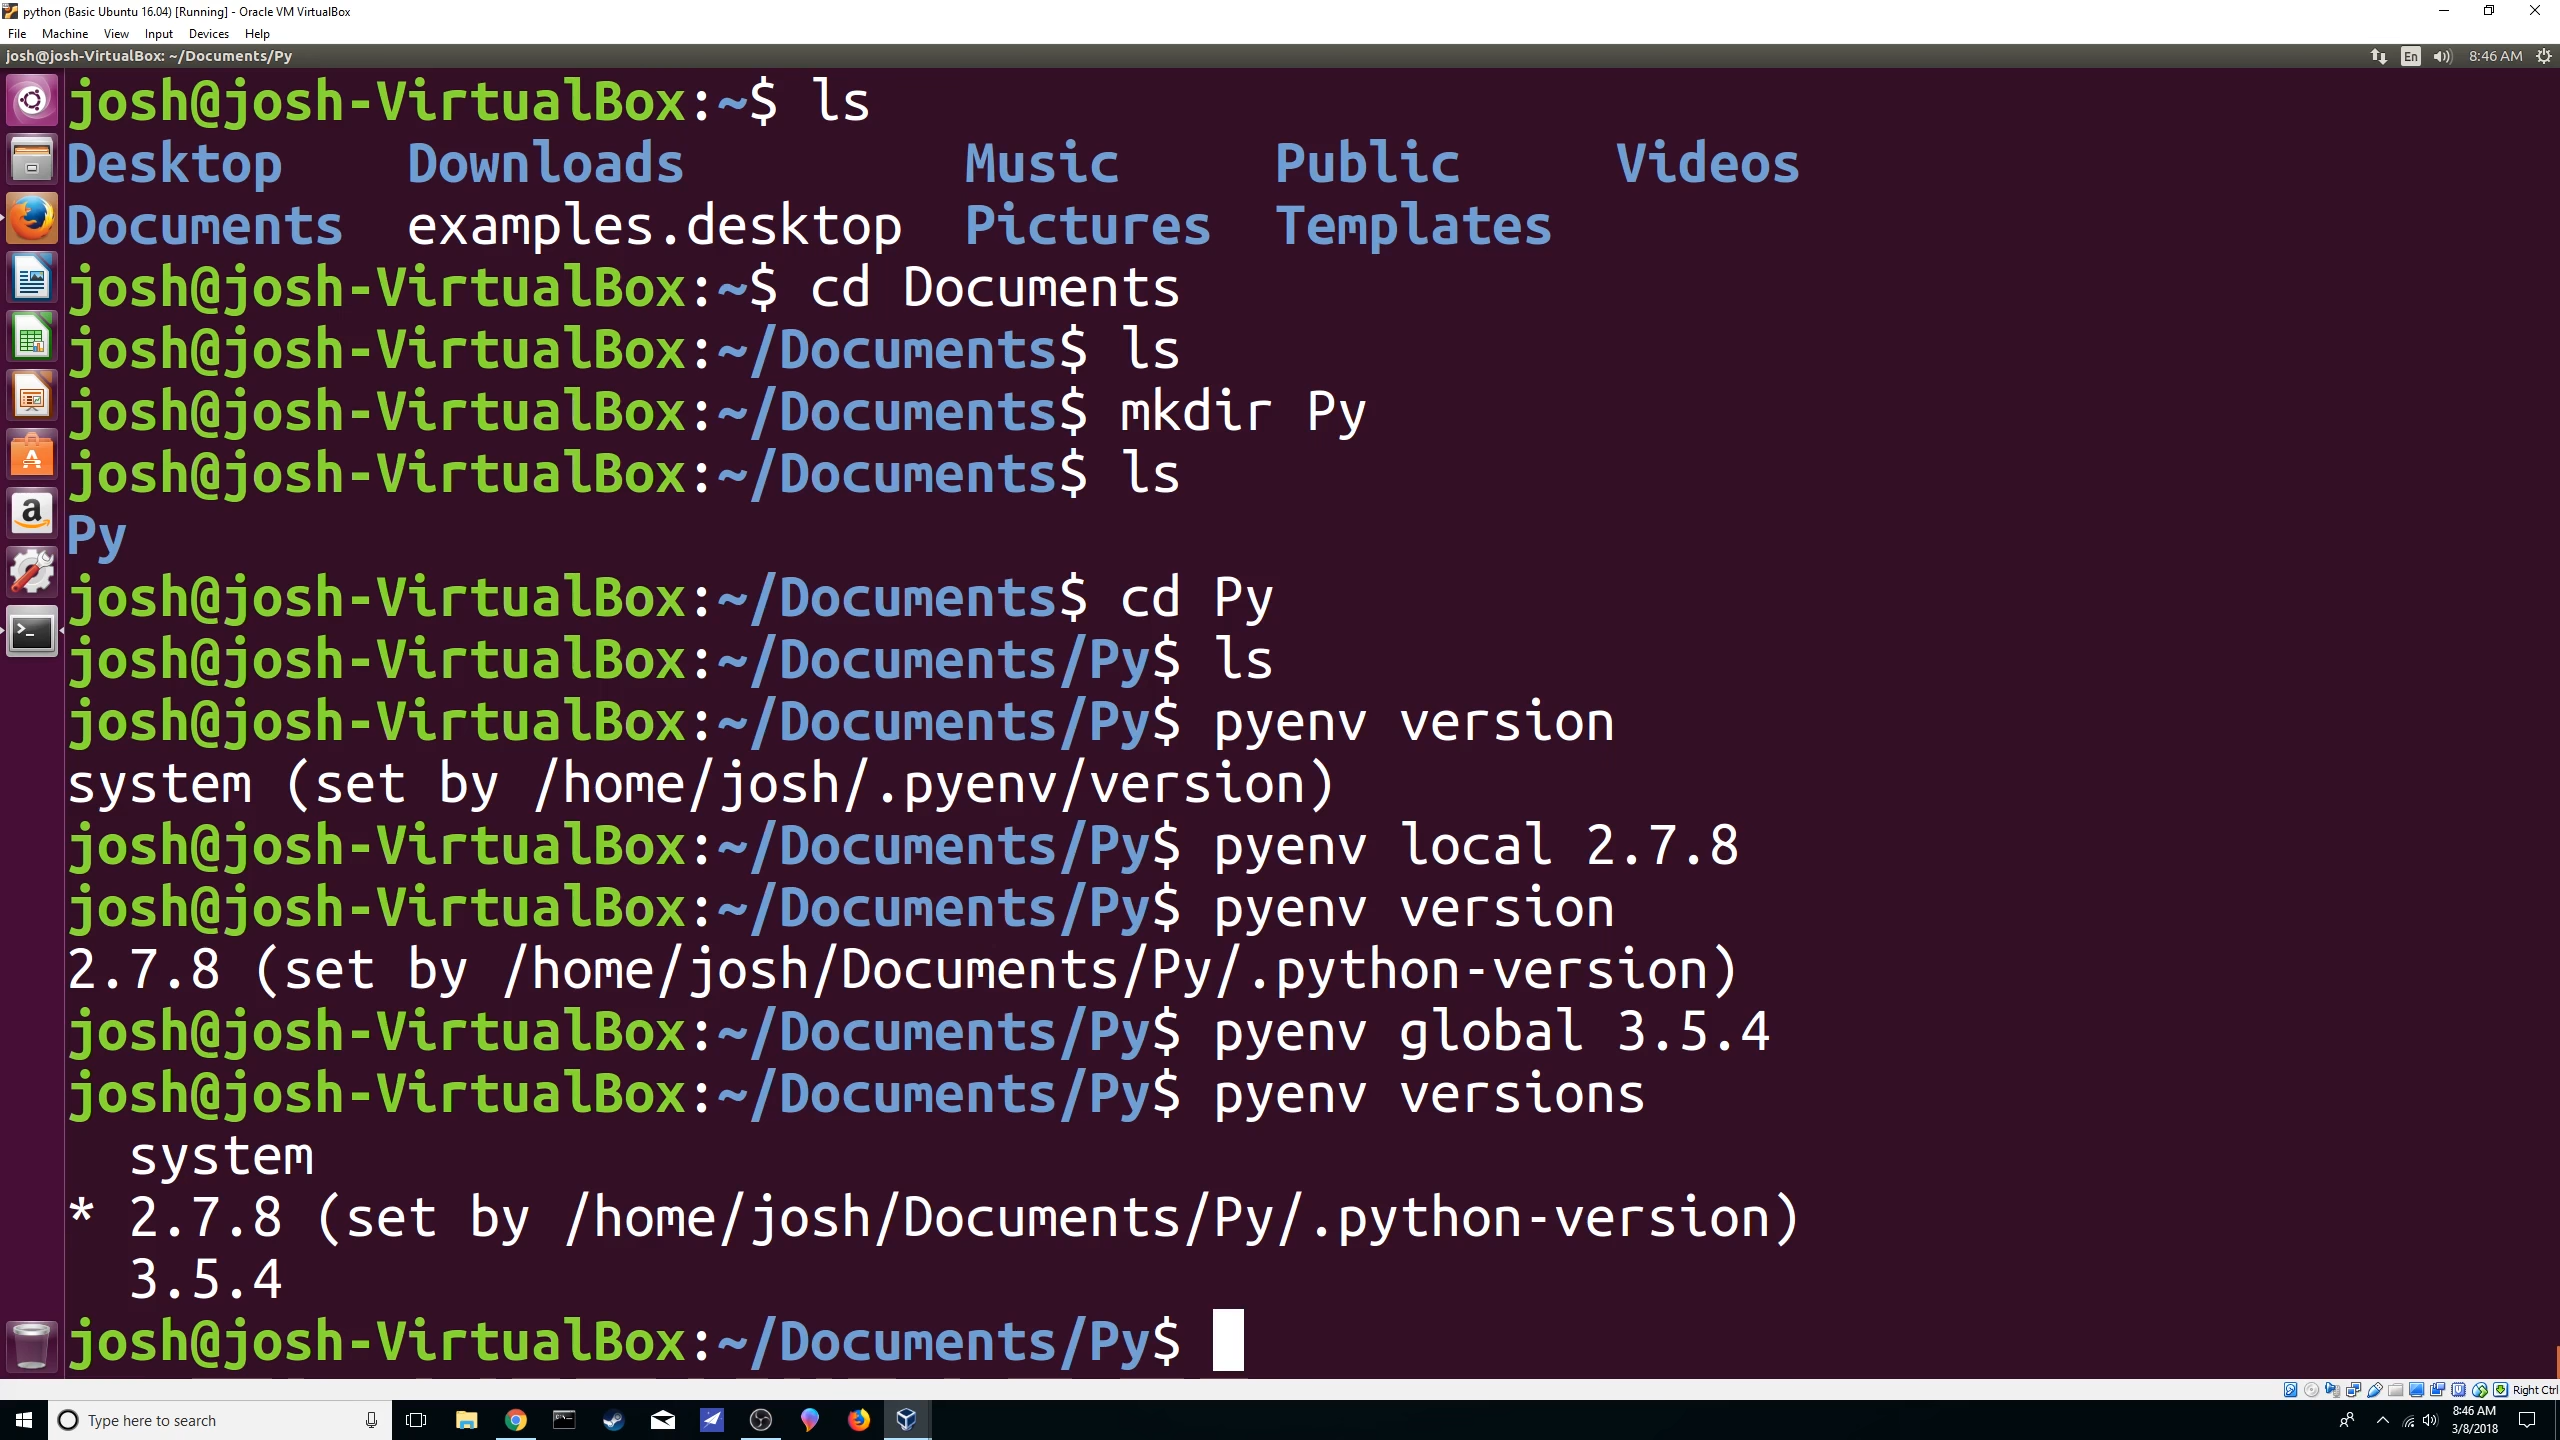 python (Basic Ubuntu 16.04) [Running] - Oracle VM VirtualBox
File Machine View Input Devices Help
josh@josh-VirtualBox: ~/Documents/Py
En 8:46 AM
josh@josh-VirtualBox:~$ ls
Desktop Downloads Music Public Videos
Documents examples.desktop Pictures Templates
josh@josh-VirtualBox:~$ cd Documents
josh@josh-VirtualBox:~/Documents$ ls
josh@josh-VirtualBox:~/Documents$ mkdir Py
josh@josh-VirtualBox:~/Documents$ ls
Py
josh@josh-VirtualBox:~/Documents$ cd Py
josh@josh-VirtualBox:~/Documents/Py$ ls
josh@josh-VirtualBox:~/Documents/Py$ pyenv version
system (set by /home/josh/.pyenv/version)
josh@josh-VirtualBox:~/Documents/Py$ pyenv local 2.7.8
josh@josh-VirtualBox:~/Documents/Py$ pyenv version
2.7.8 (set by /home/josh/Documents/Py/.python-version)
josh@josh-VirtualBox:~/Documents/Py$ pyenv global 3.5.4
josh@josh-VirtualBox:~/Documents/Py$ pyenv versions
  system
* 2.7.8 (set by /home/josh/Documents/Py/.python-version)
  3.5.4
josh@josh-VirtualBox:~/Documents/Py$
Right Ctrl
Type here to search
8:46 AM
3/8/2018